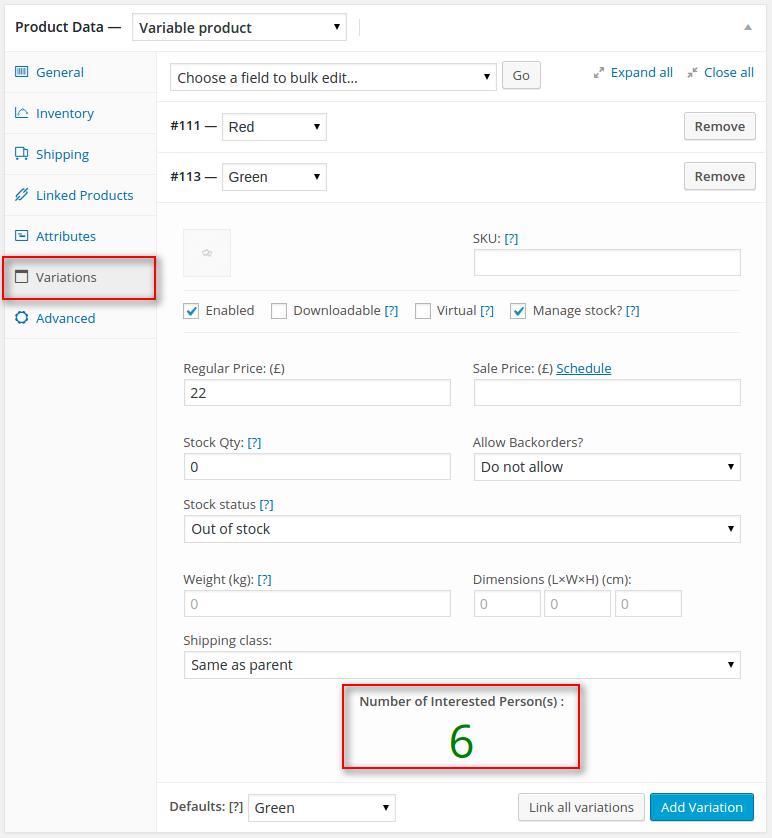 Product Data — Variable product
General
Inventory
Shipping
Linked Products
Attributes
Variations
Advanced
Choose a field to bulk edit... Go Expand all Close all
#111 — Red Remove
#113 — Green Remove
SKU: [?]
Enabled Downloadable [?] Virtual [?] Manage stock? [?]
Regular Price: (£) Sale Price: (£) Schedule
22
Stock Qty: [?] Allow Backorders?
0 Do not allow
Stock status [?]
Out of stock
Weight (kg): [?] Dimensions (L×W×H) (cm):
0 0 0 0
Shipping class:
Same as parent
Number of Interested Person(s) :
6
Defaults: [?] Green Link all variations Add Variation